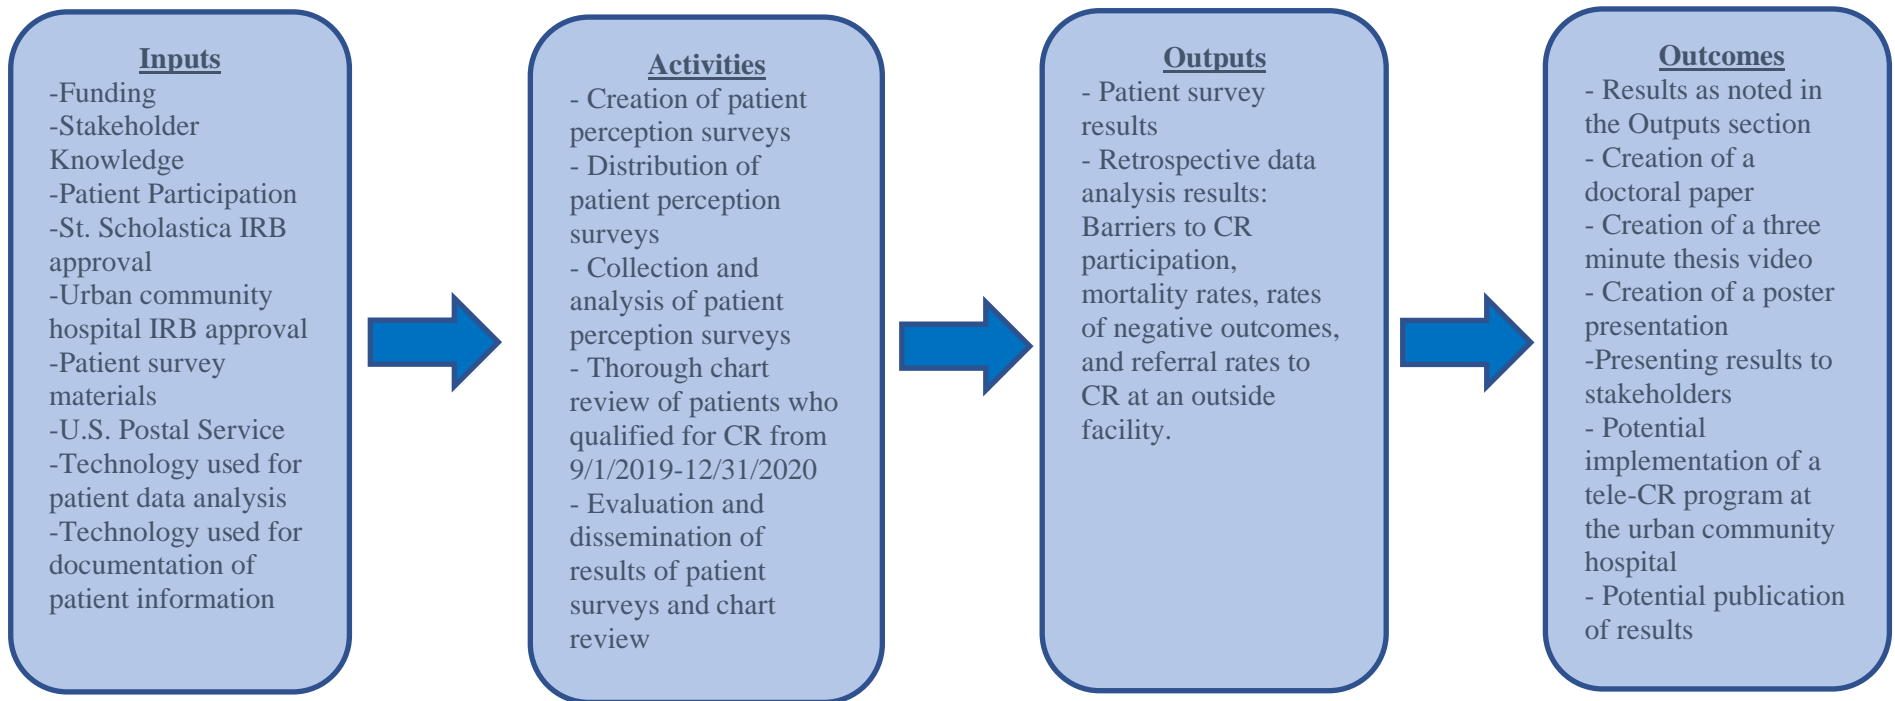 Inputs
-Funding
-Stakeholder
Knowledge
-Patient Participation
-St. Scholastica IRB
approval
-Urban community
hospital IRB approval
-Patient survey
materials
-U.S. Postal Service
-Technology used for
patient data analysis
-Technology used for
documentation of
patient information
Activities
- Creation of patient
perception surveys
- Distribution of
patient perception
surveys
- Collection and
analysis of patient
perception surveys
- Thorough chart
review of patients who
qualified for CR from
9/1/2019-12/31/2020
- Evaluation and
dissemination of
results of patient
surveys and chart
review
Outputs
- Patient survey
results
- Retrospective data
analysis results:
Barriers to CR
participation,
mortality rates, rates
of negative outcomes,
and referral rates to
CR at an outside
facility.
Outcomes
- Results as noted in
the Outputs section
- Creation of a
doctoral paper
- Creation of a three
minute thesis video
- Creation of a poster
presentation
-Presenting results to
stakeholders
- Potential
implementation of a
tele-CR program at
the urban community
hospital
- Potential publication
of results